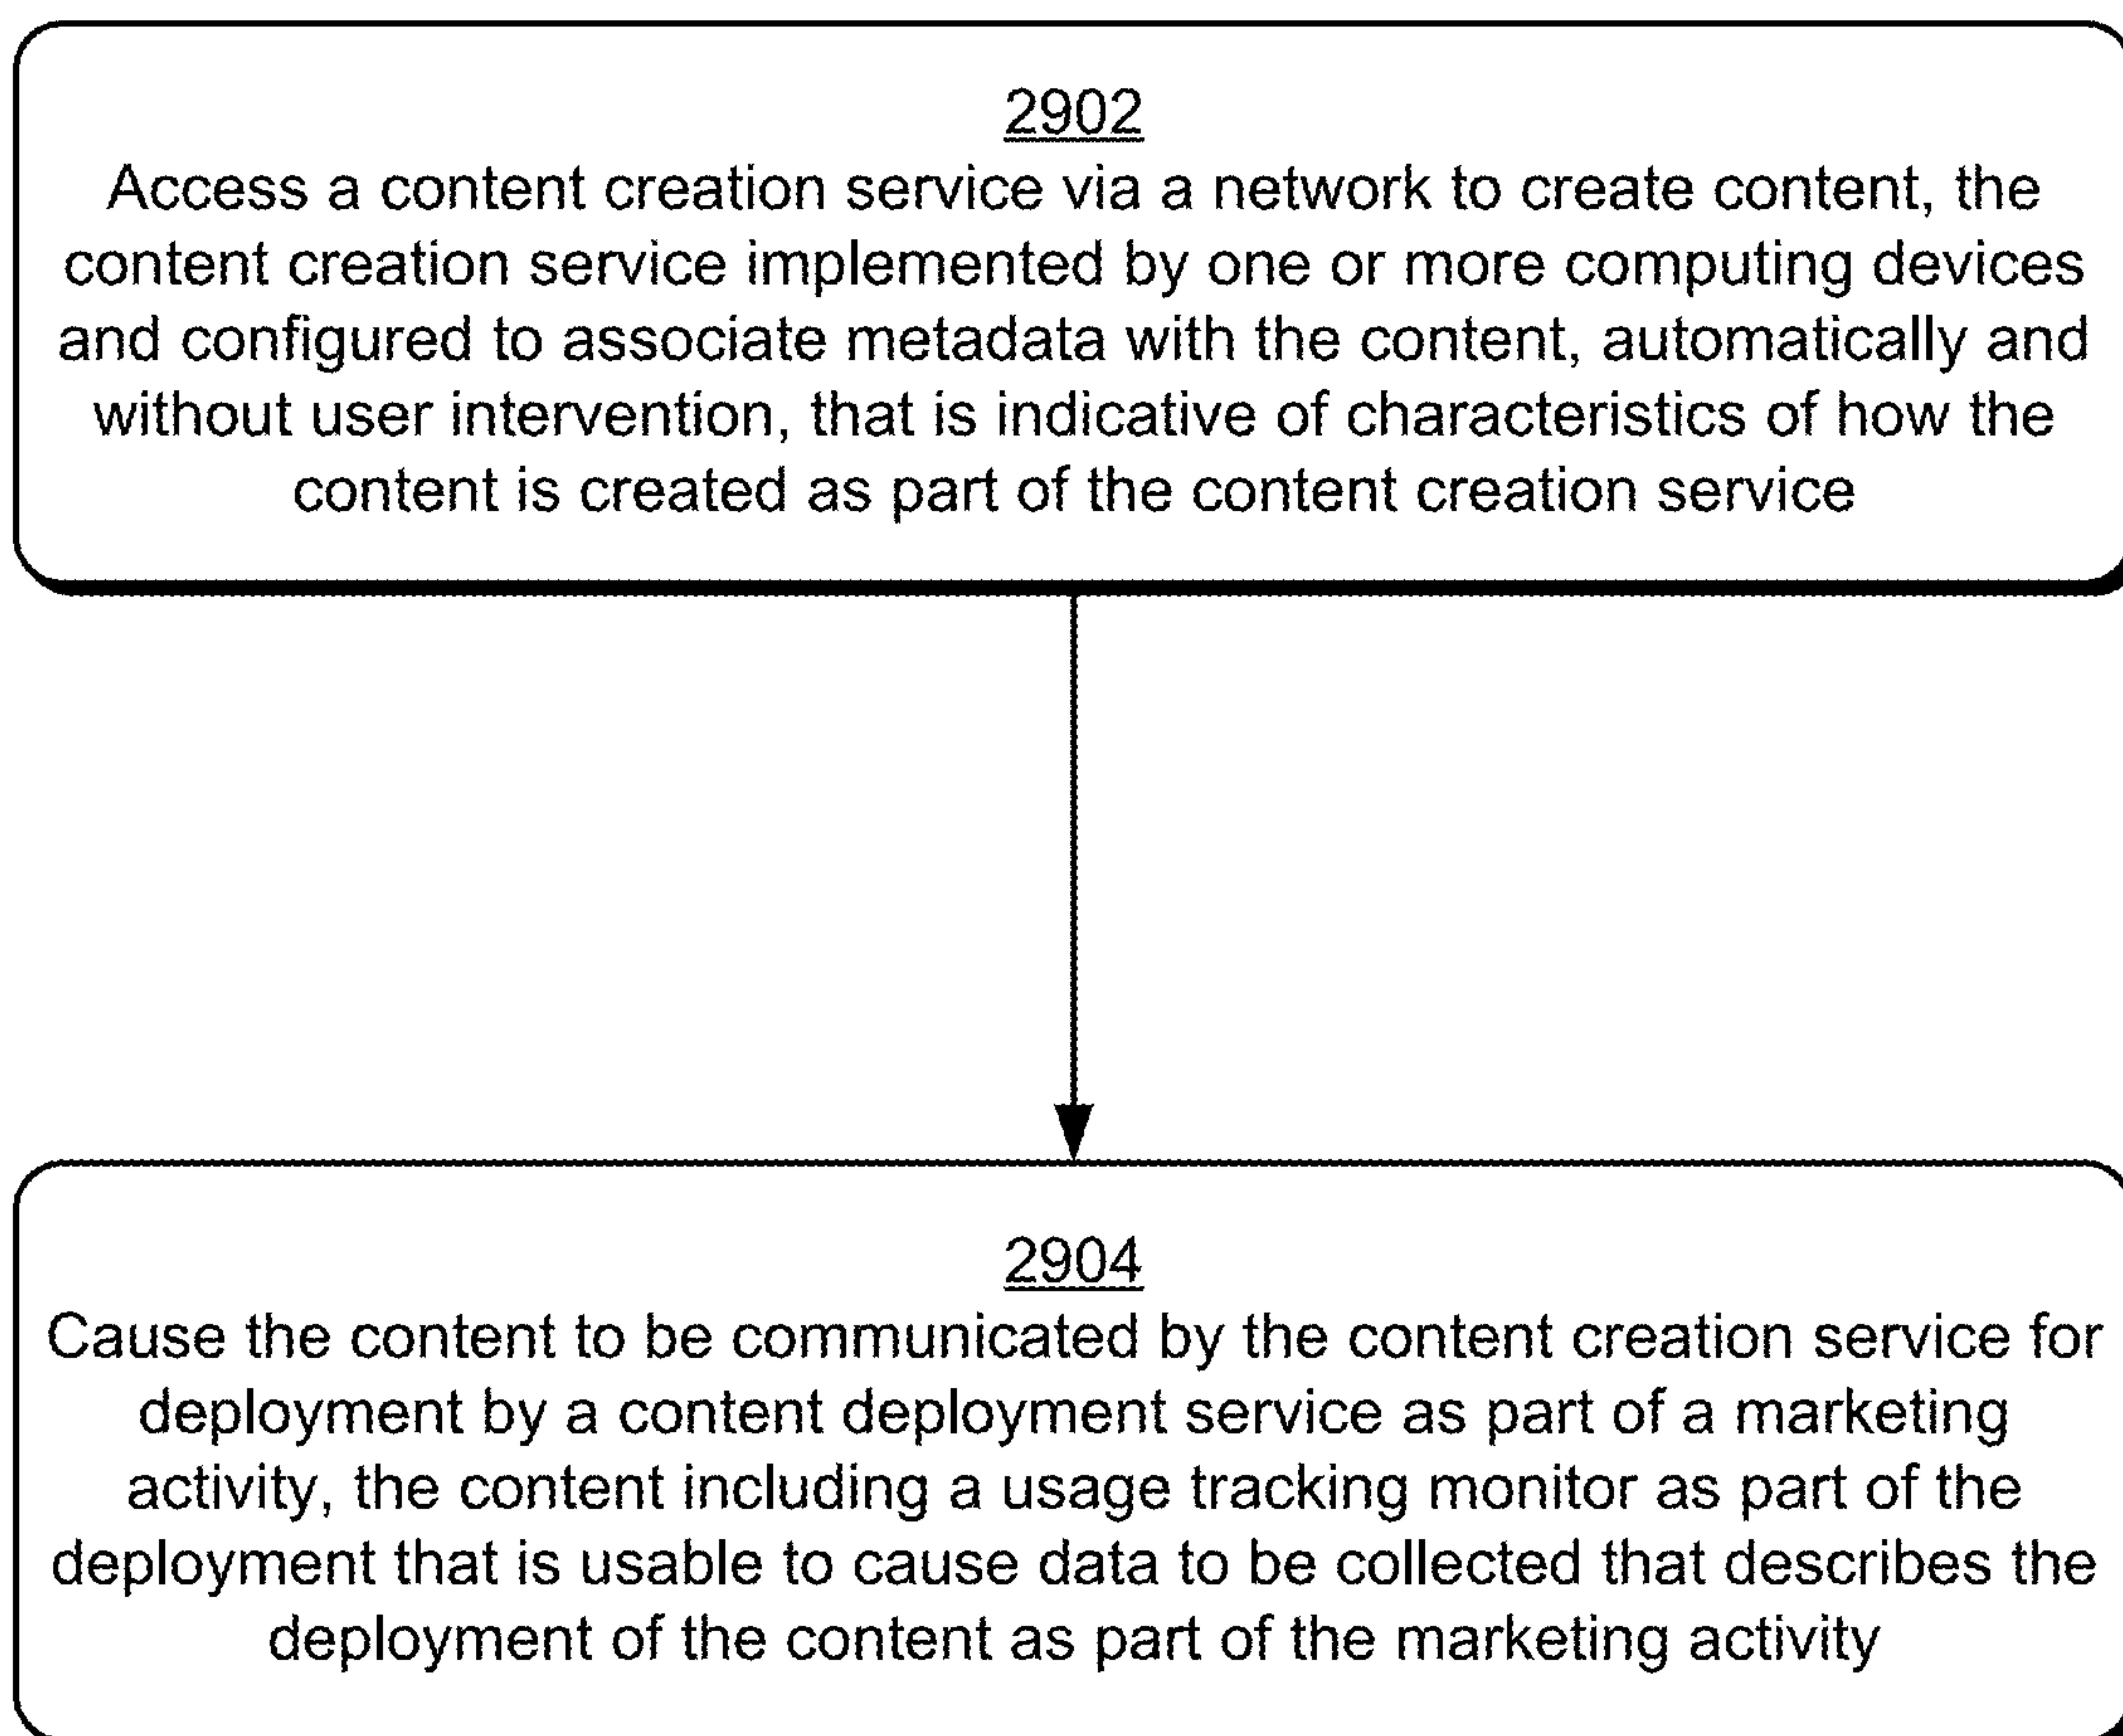 2902
Access a content creation service via a network to create content, the
content creation service implemented by one or more computing devices
and configured to associate metadata with the content, automatically and
without user intervention, that is indicative of characteristics of how the
content is created as part of the content creation service
2904
Cause the content to be communicated by the content creation service for
deployment by a content deployment service as part of a marketing
activity, the content including a usage tracking monitor as part of the
deployment that is usable to cause data to be collected that describes the
deployment of the content as part of the marketing activity